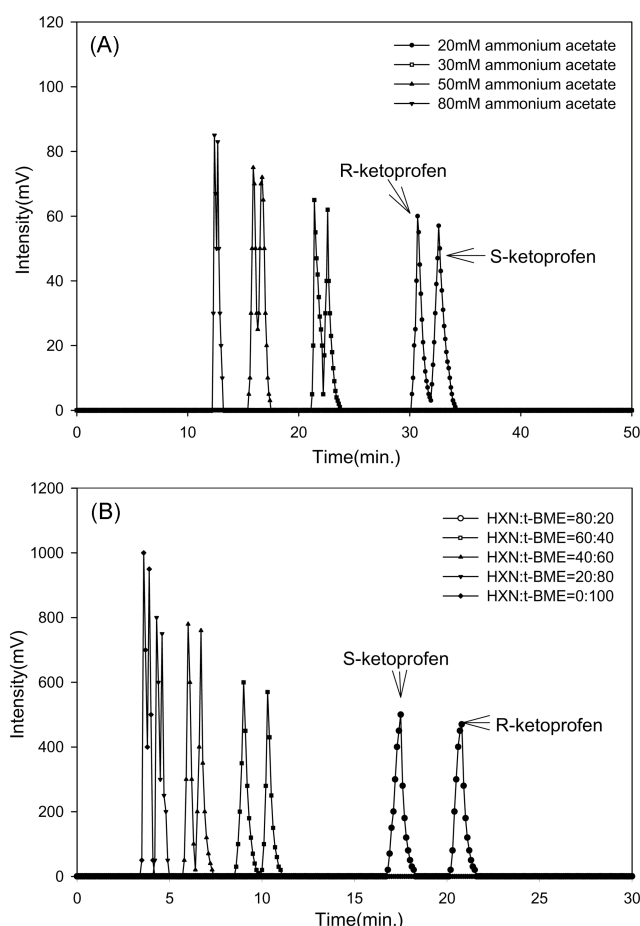 (A)
20mM ammonium acetate
30mM ammonium acetate
50mM ammonium acetate
80mM ammonium acetate
R-ketoprofen
S-ketoprofen
Intensity(mV)
120
100
80
60
40
20
0
0 10 20 30 40 50
Time(min.)
(B)
HXN:t-BME=80:20
HXN:t-BME=60:40
HXN:t-BME=40:60
HXN:t-BME=20:80
HXN:t-BME=0:100
S-ketoprofen
R-ketoprofen
Intensity(mV)
1200
1000
800
600
400
200
0
0 5 10 15 20 25 30
Time(min.)